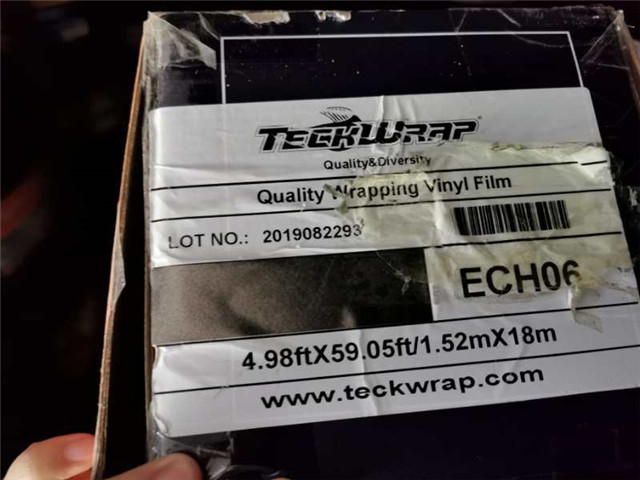 TECKWRAP
Quality&Diversity
Quality Wrapping Vinyl Film
LOT NO.: 2019082293
ECH06
4.98ftX59.05ft/1.52mX18m
www.teckwrap.com